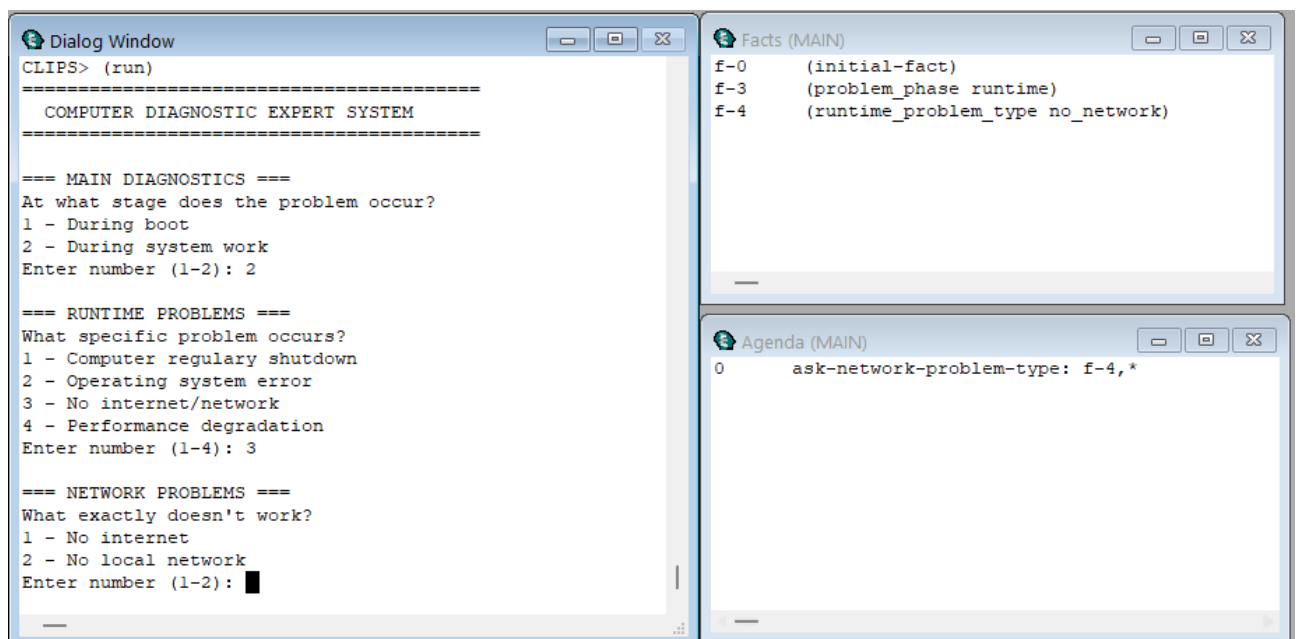 Dialog Window
CLIPS> (run)
=========================================
COMPUTER DIAGNOSTIC EXPERT SYSTEM
=========================================
=== MAIN DIAGNOSTICS ===
At what stage does the problem occur?
1 - During boot
2 - During system work
Enter number (1-2): 2
=== RUNTIME PROBLEMS ===
What specific problem occurs?
1 - Computer regulary shutdown
2 - Operating system error
3 - No internet/network
4 - Performance degradation
Enter number (1-4): 3
=== NETWORK PROBLEMS ===
What exactly doesn't work?
1 - No internet
2 - No local network
Enter number (1-2):
Facts (MAIN)
f-0 (initial-fact)
f-3 (problem_phase runtime)
f-4 (runtime_problem_type no_network)
Agenda (MAIN)
0 ask-network-problem-type: f-4,*